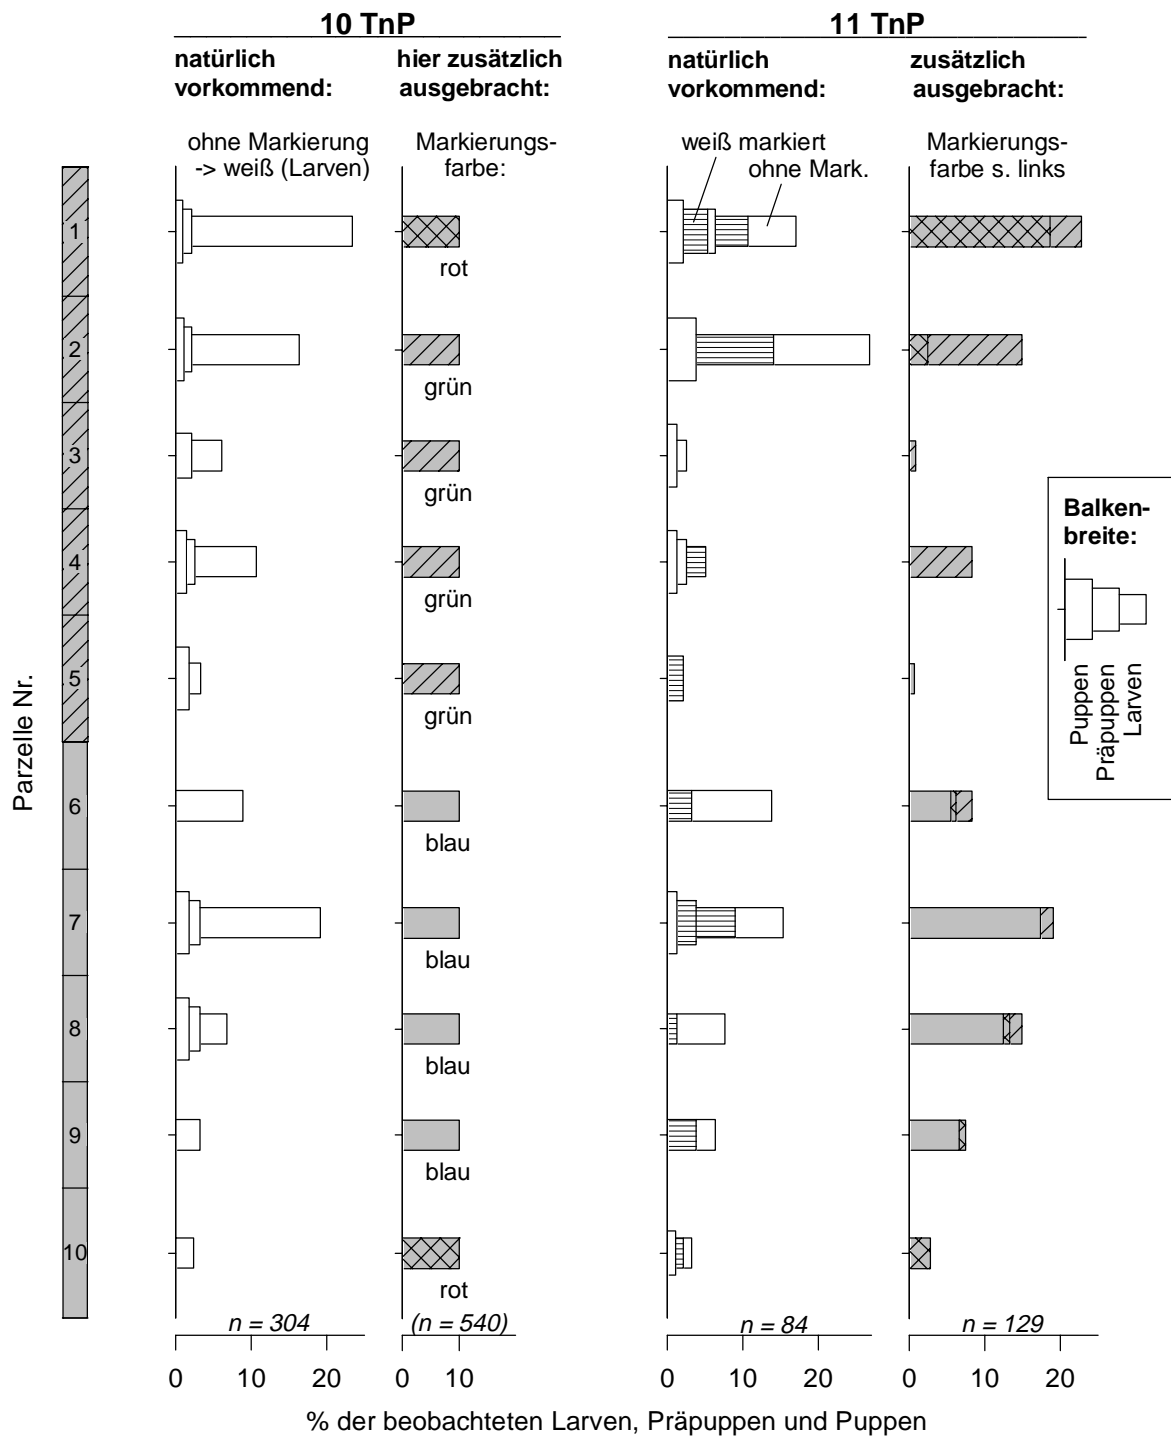 10 TnP
11 TnP
natürlich
vorkommend:
hier zusätzlich
ausgebracht:
natürlich
vorkommend:
zusätzlich
ausgebracht:
ohne Markierung
-> weiß (Larven)
Markierungs-
farbe:
weiß markiert
ohne Mark.
Markierungs-
farbe s. links
Parzelle Nr.
1
rot
2
grün
3
grün
4
grün
5
grün
6
blau
7
blau
8
blau
9
blau
10
rot
Balken-
breite:
Puppen
Präpuppen
Larven
n = 304
(n = 540)
n = 84
n = 129
0 10 20
0 10
0 10 20
0 10 20
% der beobachteten Larven, Präpuppen und Puppen